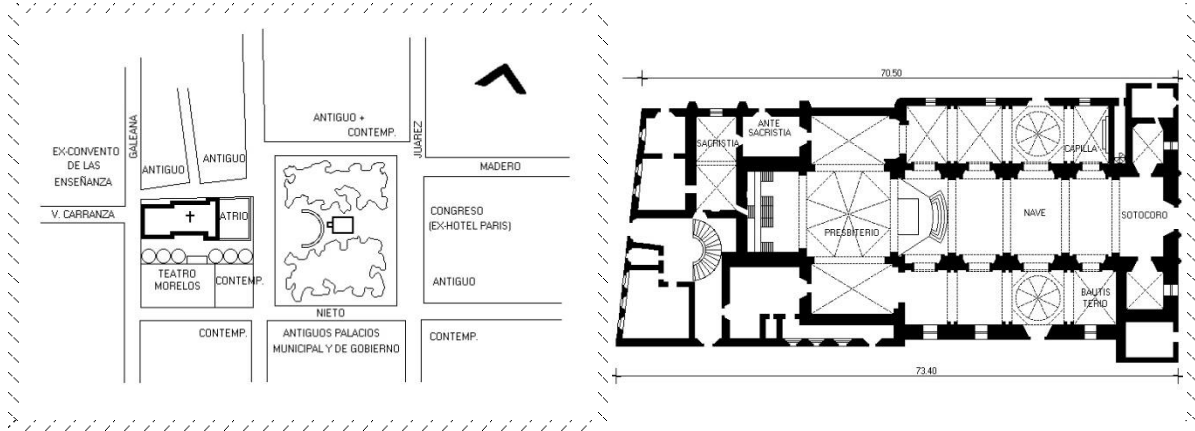 ANTIGUO +
CONTEMP.
GALEANA
JUAREZ
EX-CONVENTO
DE LAS
ENSEÑANZA
ANTIGUO
ANTIGUO
MADERO
V. CARRANZA
ATRIO
CONGRESO
(EX-HOTEL PARIS)
TEATRO
MORELOS
CONTEMP.
ANTIGUO
NIETO
CONTEMP.
ANTIGUOS PALACIOS
MUNICIPAL Y DE GOBIERNO
CONTEMP.
70.50
ANTE
SACRISTIA
SACRISTIA
CAPILLA
NAVE
SOTOCORO
PRESBITERIO
BAUTIS
TERIO
73.40